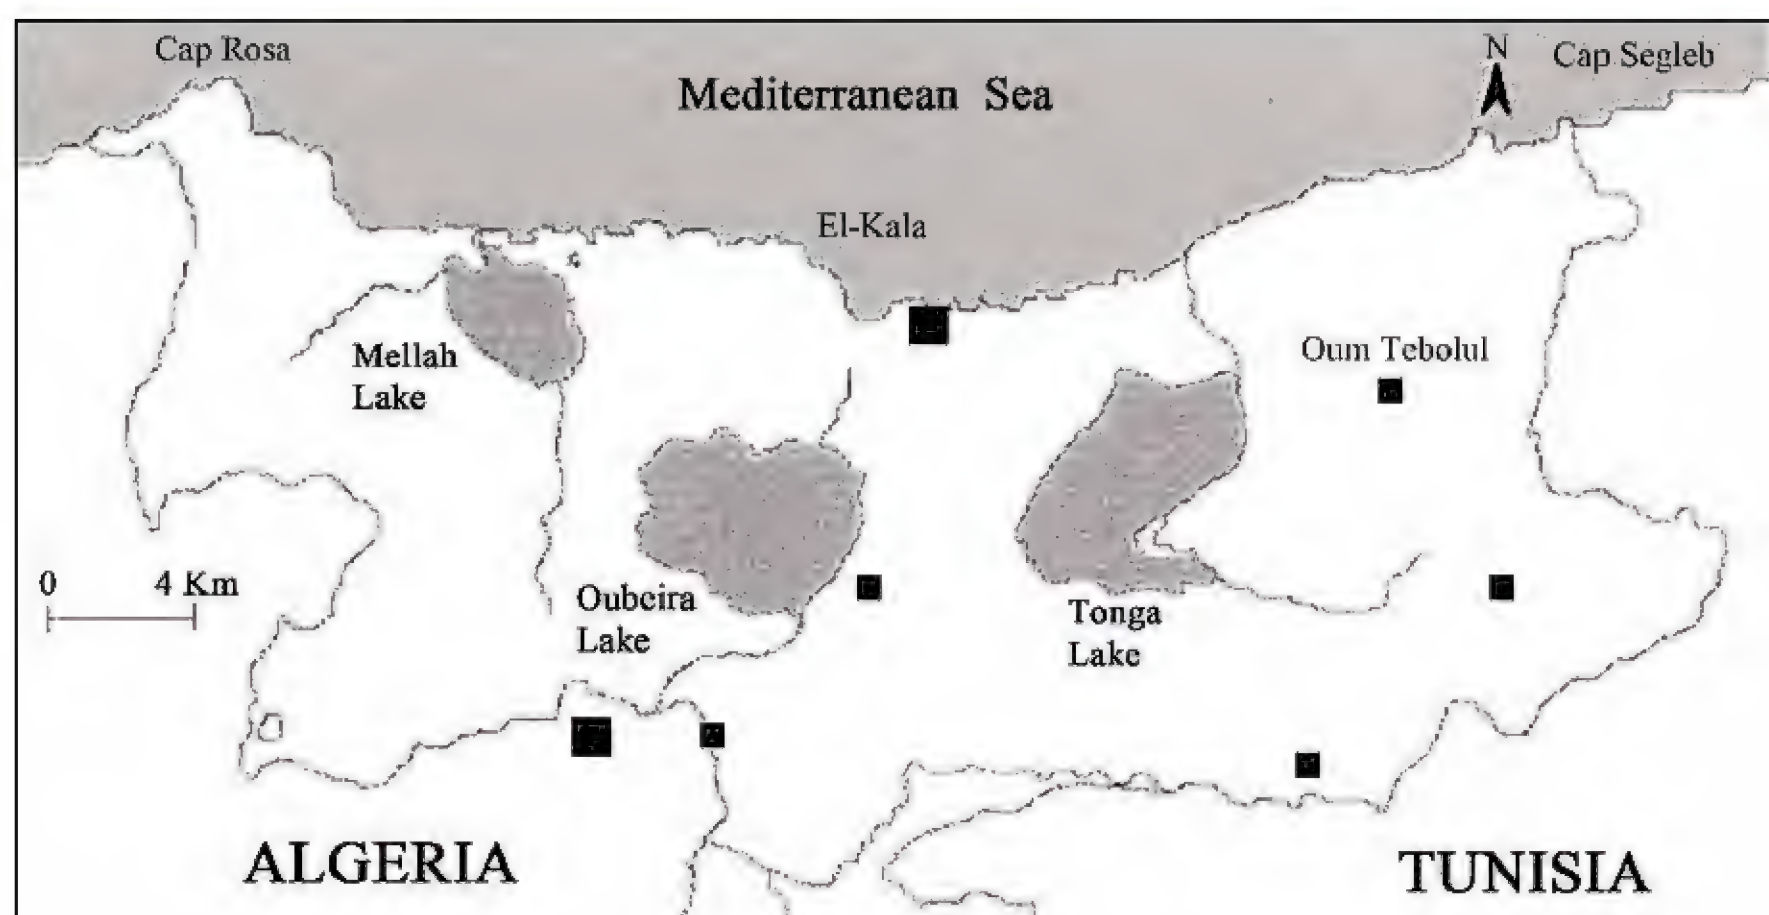 Cap Rosa
N
Cap Segleb
Mediterranean Sea
El-Kala
Mellah
Lake
Oum Tebolul
0 4 Km
Oubeira
Lake
Tonga
Lake
ALGERIA
TUNISIA